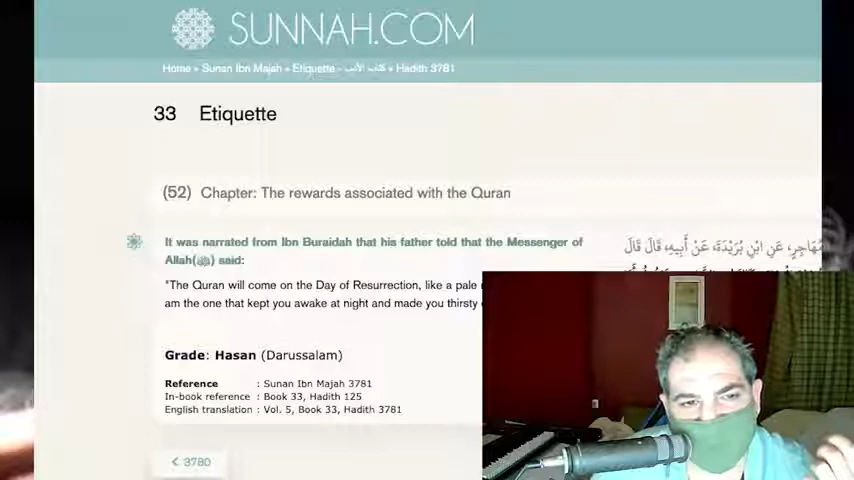 SUNNAH.COM
Home » Sunan Ibn Majah » Etiquette - كتاب الأدب » Hadith 3781
33 Etiquette
(52) Chapter: The rewards associated with the Quran
It was narrated from Ibn Buraidah that his father told that the Messenger of
Allah(ﷺ) said:
مُهَاجِرٍ، عَنِ ابْنِ بُرَيْدَةَ، عَنْ أَبِيهِ، قَالَ قَالَ
"The Quran will come on the Day of Resurrection, like a pale
am the one that kept you awake at night and made you thirsty
Grade: Hasan (Darussalam)
Reference : Sunan Ibn Majah 3781
In-book reference : Book 33, Hadith 125
English translation : Vol. 5, Book 33, Hadith 3781
< 3780